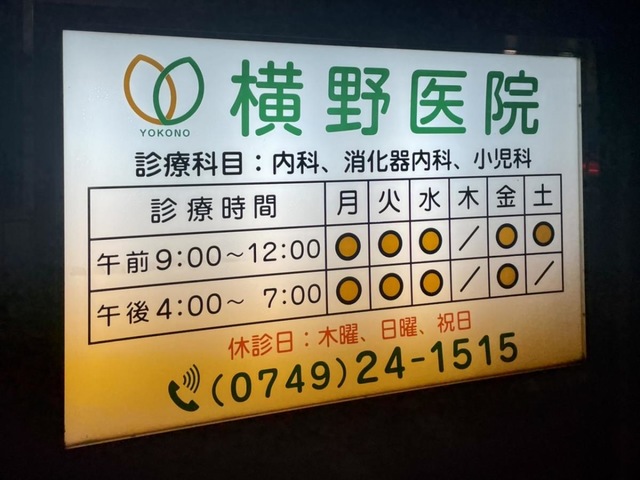 横野医院
YOKONO
診療科目：内科、消化器内科、小児科
診療時間 月 火 水 木 金 土
午前9:00～12:00 ● ● ● ／ ● ●
午後4:00～ 7:00 ● ● ● ／ ● ／
休診日：木曜、日曜、祝日
(0749)24-1515